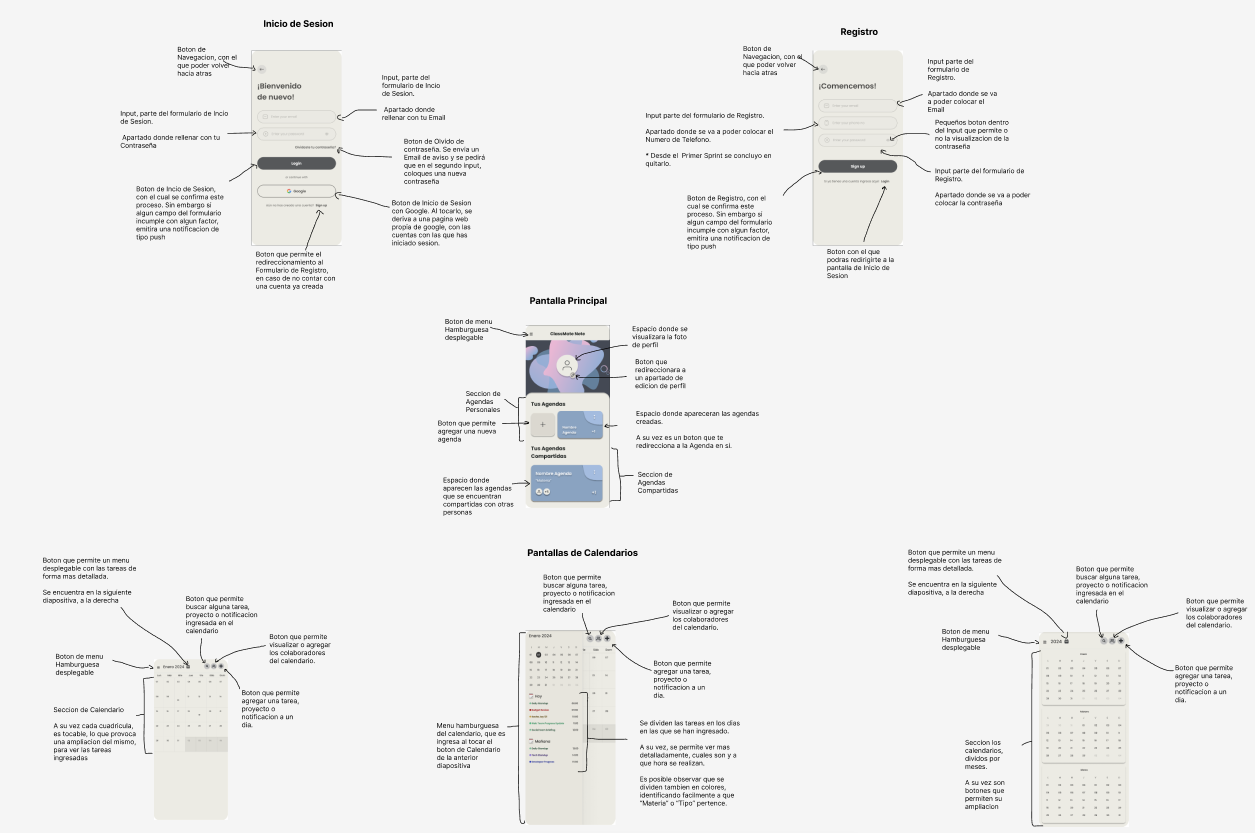 Inicio de Sesion
Boton de
Navegacion, con el
que poder volver
hacia atras
Input, parte del
formulario de Incio
de Sesion.
Apartado donde
rellenar con tu Email
Input, parte del formulario de Incio
de Sesion.
Apartado donde rellenar con tu
Contraseña
Boton de Olvido de
contraseña. Se envia un
Email de aviso y se pedirá
que en el segundo input,
coloques una nueva
contraseña
Boton de Incio de Sesion,
con el cual se confirma este
proceso. Sin embargo si
algun campo del formulario
incumple con algun factor,
emitira una notificacion de
tipo push
Boton de Inicio de Sesion
con Google. Al tocarlo, se
deriva a una pagina web
propia de google, con las
cuentas con las que has
iniciado sesion.
Boton que permite el
redireccionamiento al
Formulario de Registro,
en caso de no contar con
una cuenta ya creada
¡Bienvenido
de nuevo!
Login
Google
Sign up
Registro
Boton de
Navegacion, con el
que poder volver
hacia atras
Input parte del
formulario de
Registro.
Apartado donde se va
a poder colocar el
Email
Input, parte del formulario de Registro.
Apartado donde se va a poder colocar el
Numero de Telefono.
* Desde el Primer Sprint se concluyo en
quitarlo.
Pequeños boton dentro
del Input que permite o
no la visualizacion de la
contraseña
Input, parte del formulario de
Registro.
Apartado donde se va a poder
colocar la contraseña
Boton de Registro, con el
cual se confirma este
proceso. Sin embargo si
algun campo del formulario
incumple con algun factor,
emitira una notificacion de
tipo push
Boton con el que
podras redirigirte a la
pantalla de Inicio de
Sesion
¡Comencemos!
Sign up
Login
Pantalla Principal
Boton de menu
Hamburguesa
desplegable
Espacio donde se
visualizara la foto
de perfil
Boton que
redireccionara a
un apartado de
edicion de perfil
Seccion de
Agendas
Personales
Boton que permite
agregar una nueva
agenda
Espacio donde apareceran las agendas
creadas.
A su vez es un boton que te
redirecciona a la Agenda en si.
Espacio donde
aparecen las agendas
que se encuentran
compartidas con otras
personas
Seccion de
Agendas
Compartidas
ClassMate Note
Tus Agendas
+
Nombre
Agenda
Tus Agendas
Compartidas
Nombre Agenda
Pantallas de Calendarios
Boton que permite un menu
desplegable con las tareas de
forma mas detallada.
Se encuentra en la siguiente
diapositiva, a la derecha
Boton que permite
buscar alguna tarea,
proyecto o notificacion
ingresada en el
calendario
Boton que permite
visualizar o agregar
los colaboradores
del calendario.
Boton de menu
Hamburguesa
desplegable
Boton que permite
agregar una tarea,
proyecto o
notificacion a un
dia.
Seccion de Calendario
A su vez cada cuadricula,
es tocable, lo que provoca
una ampliacion del mismo,
para ver las tareas
ingresadas
Enero 2024
Boton que permite
buscar alguna tarea,
proyecto o notificacion
ingresada en el
calendario
Boton que permite
visualizar o agregar
los colaboradores
del calendario.
Boton que permite
agregar una tarea,
proyecto o
notificacion a un
dia.
Menu hamburguesa
del calendario, que es
ingresa al tocar el
boton de Calendario
de la anterior
diapositiva
Se dividen las tareas en los dias
en las que se han ingresado.
A su vez, se permite ver mas
detalladamente, cuales son y a
que hora se realizan.
Es posible observar que se
dividen tambien en colores,
identificando facilmente a que
"Materia" o "Tipo" pertence.
Enero 2024
Hoy
Mañana
Boton que permite un menu
desplegable con las tareas de
forma mas detallada.
Se encuentra en la siguiente
diapositiva, a la derecha
Boton que permite
buscar alguna tarea,
proyecto o notificacion
ingresada en el
calendario
Boton que permite
visualizar o agregar
los colaboradores
del calendario.
Boton de menu
Hamburguesa
desplegable
Boton que permite
agregar una tarea,
proyecto o
notificacion a un
dia.
Seccion los
calendarios,
dividos por
meses.
A su vez son
botones que
permiten su
ampliacion
2024